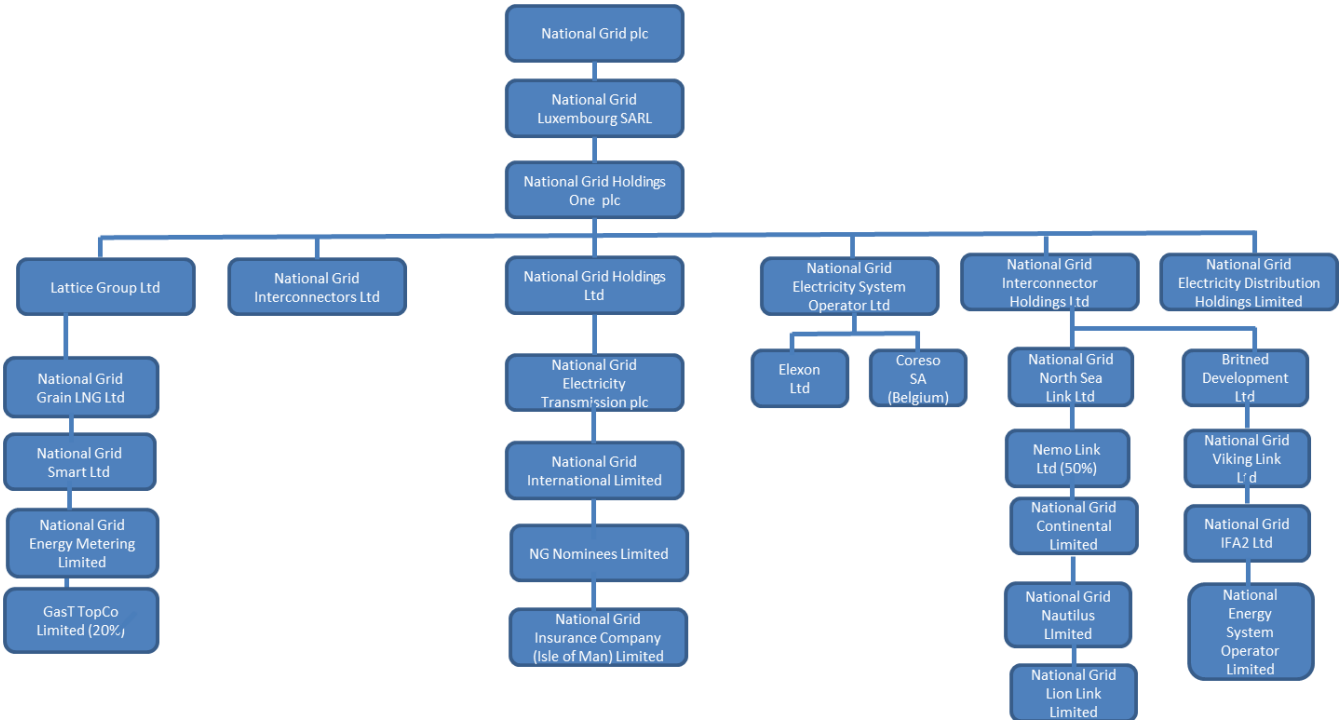 National Grid plc
National Grid
Luxembourg SARL
National Grid Holdings
One plc
Lattice Group Ltd
National Grid
Interconnectors Ltd
National Grid Holdings
Ltd
National Grid
Electricity System
Operator Ltd
National Grid
Interconnector
Holdings Ltd
National Grid
Electricity Distribution
Holdings Limited
National Grid
Grain LNG Ltd
National Grid
Smart Ltd
National Grid
Energy Metering
Limited
GasT TopCo
Limited (20%)
National Grid
Electricity
Transmission plc
National Grid
International Limited
NG Nominees Limited
National Grid
Insurance Company
(Isle of Man) Limited
Elexon
Ltd
Coreso
SA
(Belgium)
National Grid
North Sea
Link Ltd
Nemo Link
Ltd (50%)
National Grid
Continental
Limited
National Grid
Nautilus
LImited
National Grid
Lion Link
Limited
Britned
Development
Ltd
National Grid
Viking Link
Ltd
National Grid
IFA2 Ltd
National
Energy
System
Operator
Limited